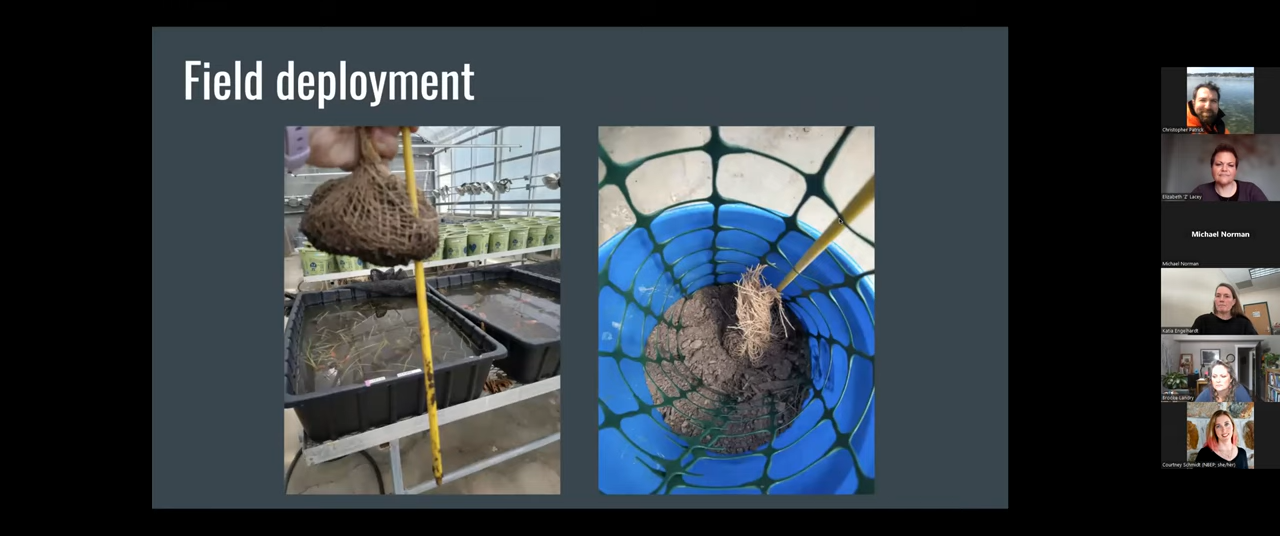 Field deployment
Christopher Patrick
Elizabeth 'Z' Lacey
Michael Norman
Michael Norman
Katia Engelhardt
Brooke Landry
Courtney Schmidt (NBEP; she/her)